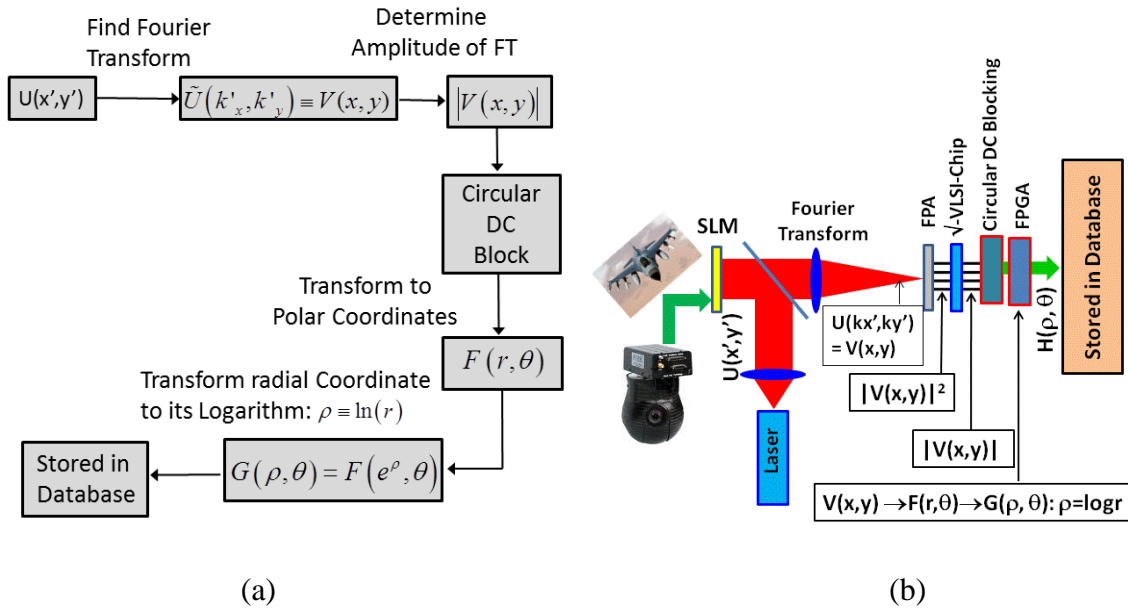 Find Fourier
Transform
Determine
Amplitude of FT
U(x’,y’)
Ũ(k'ₓ, k'ᵧ) ≡ V(x, y)
|V(x, y)|
Circular
DC
Block
Transform to
Polar Coordinates
F(r, θ)
Transform radial Coordinate
to its Logarithm: ρ ≡ ln(r)
G(ρ, θ) = F(e^ρ, θ)
Stored in
Database
(a)
SLM
Fourier
Transform
FPA
√-VLSI-Chip
Circular DC Blocking
FPGA
Stored in Database
H(ρ, θ)
U(x’,y’)
U(kx’,ky’)
= V(x,y)
|V(x,y)|²
|V(x,y)|
Laser
V(x,y) →F(r,θ)→G(ρ, θ): ρ=logr
(b)